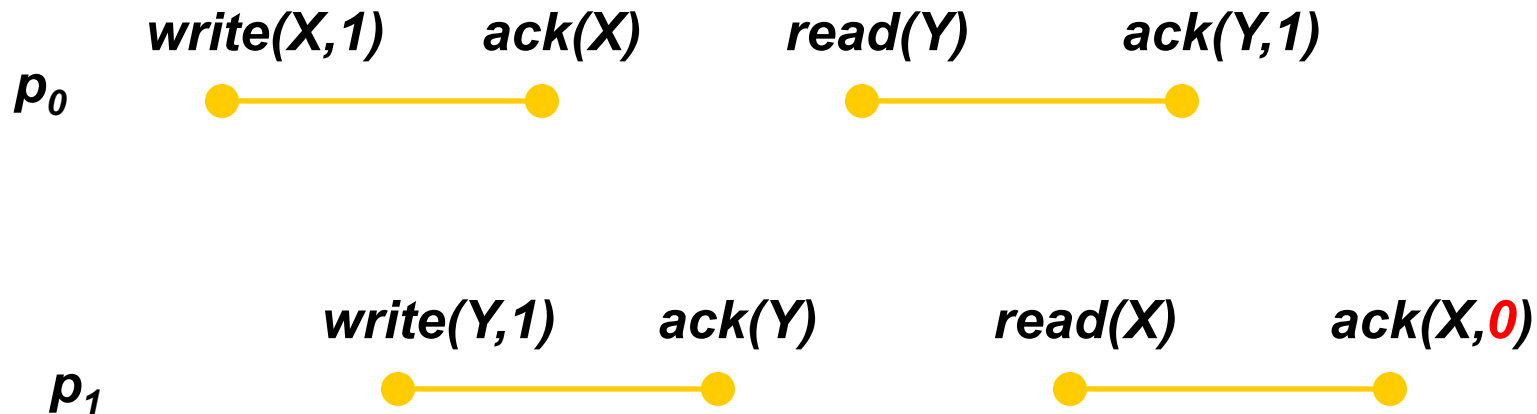 write(X,1) ack(X) read(Y) ack(Y,1)
p0
write(Y,1) ack(Y) read(X) ack(X,0)
p1